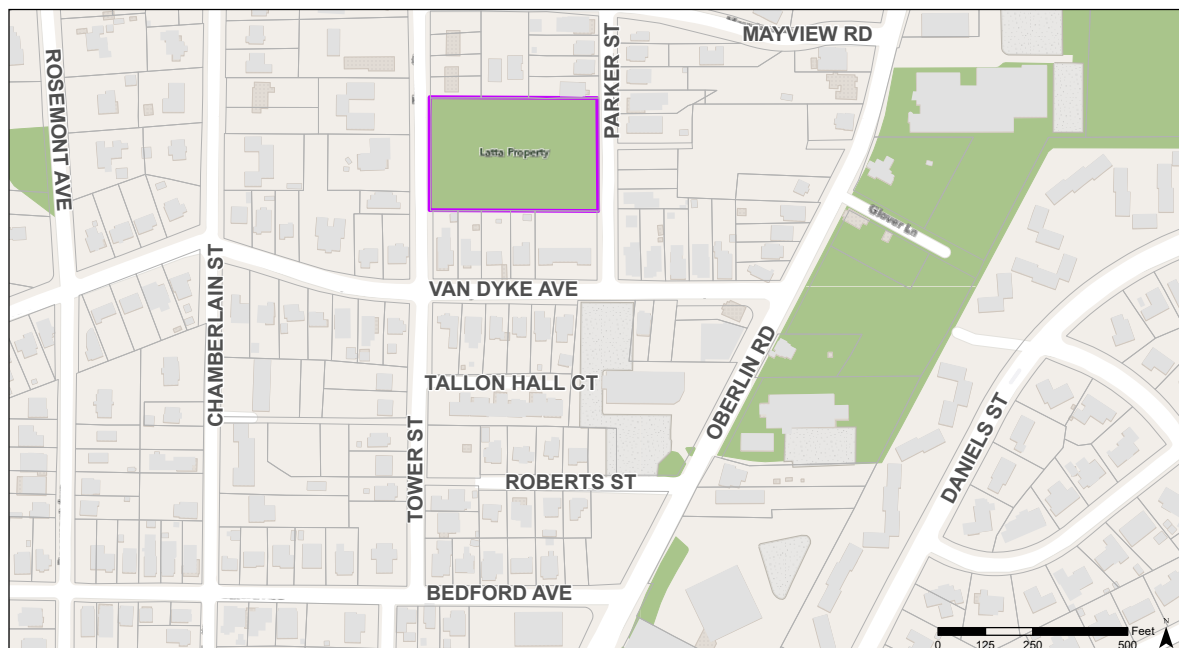 MAYVIEW RD
ROSEMONT AVE
PARKER ST
Latta Property
Glover Ln
CHAMBERLAIN ST
VAN DYKE AVE
OBERLIN RD
TALLON HALL CT
TOWER ST
DANIELS ST
ROBERTS ST
BEDFORD AVE
Feet
0 125 250 500
N